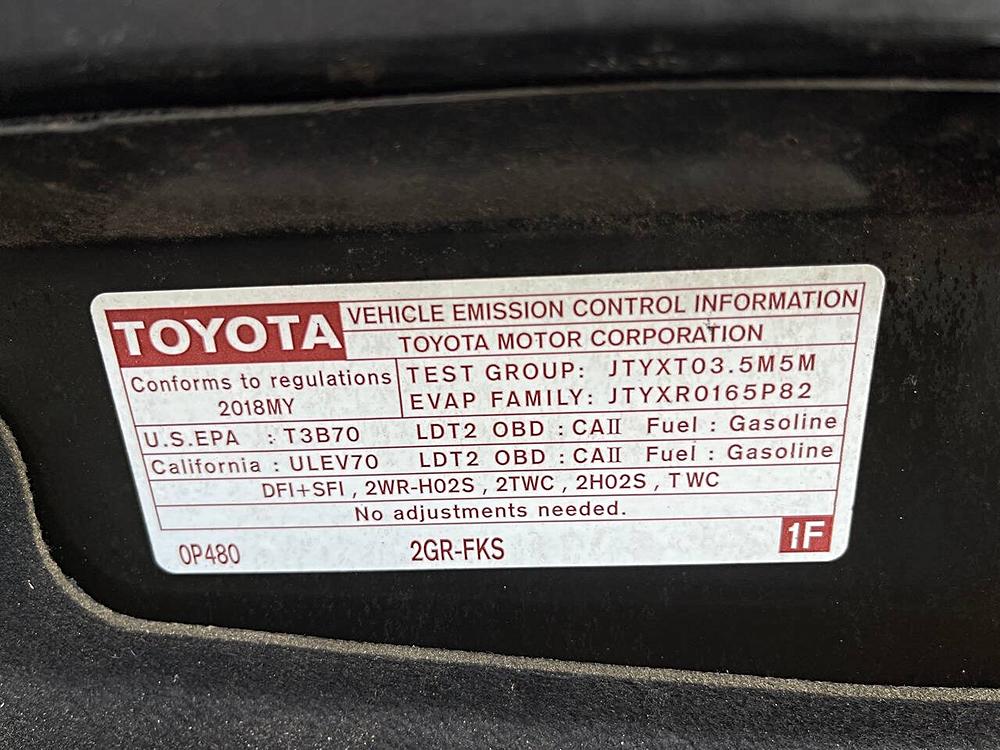 TOYOTA
VEHICLE EMISSION CONTROL INFORMATION
TOYOTA MOTOR CORPORATION
Conforms to regulations
2018MY
TEST GROUP: JTYXT03.5M5M
EVAP FAMILY: JTYXR0165P82
U.S.EPA : T3B70 LDT2 OBD : CAⅡ Fuel : Gasoline
California : ULEV70 LDT2 OBD : CAⅡ Fuel : Gasoline
DFI+SFI , 2WR-HO2S , 2TWC , 2HO2S , TWC
No adjustments needed.
0P480 2GR-FKS 1F